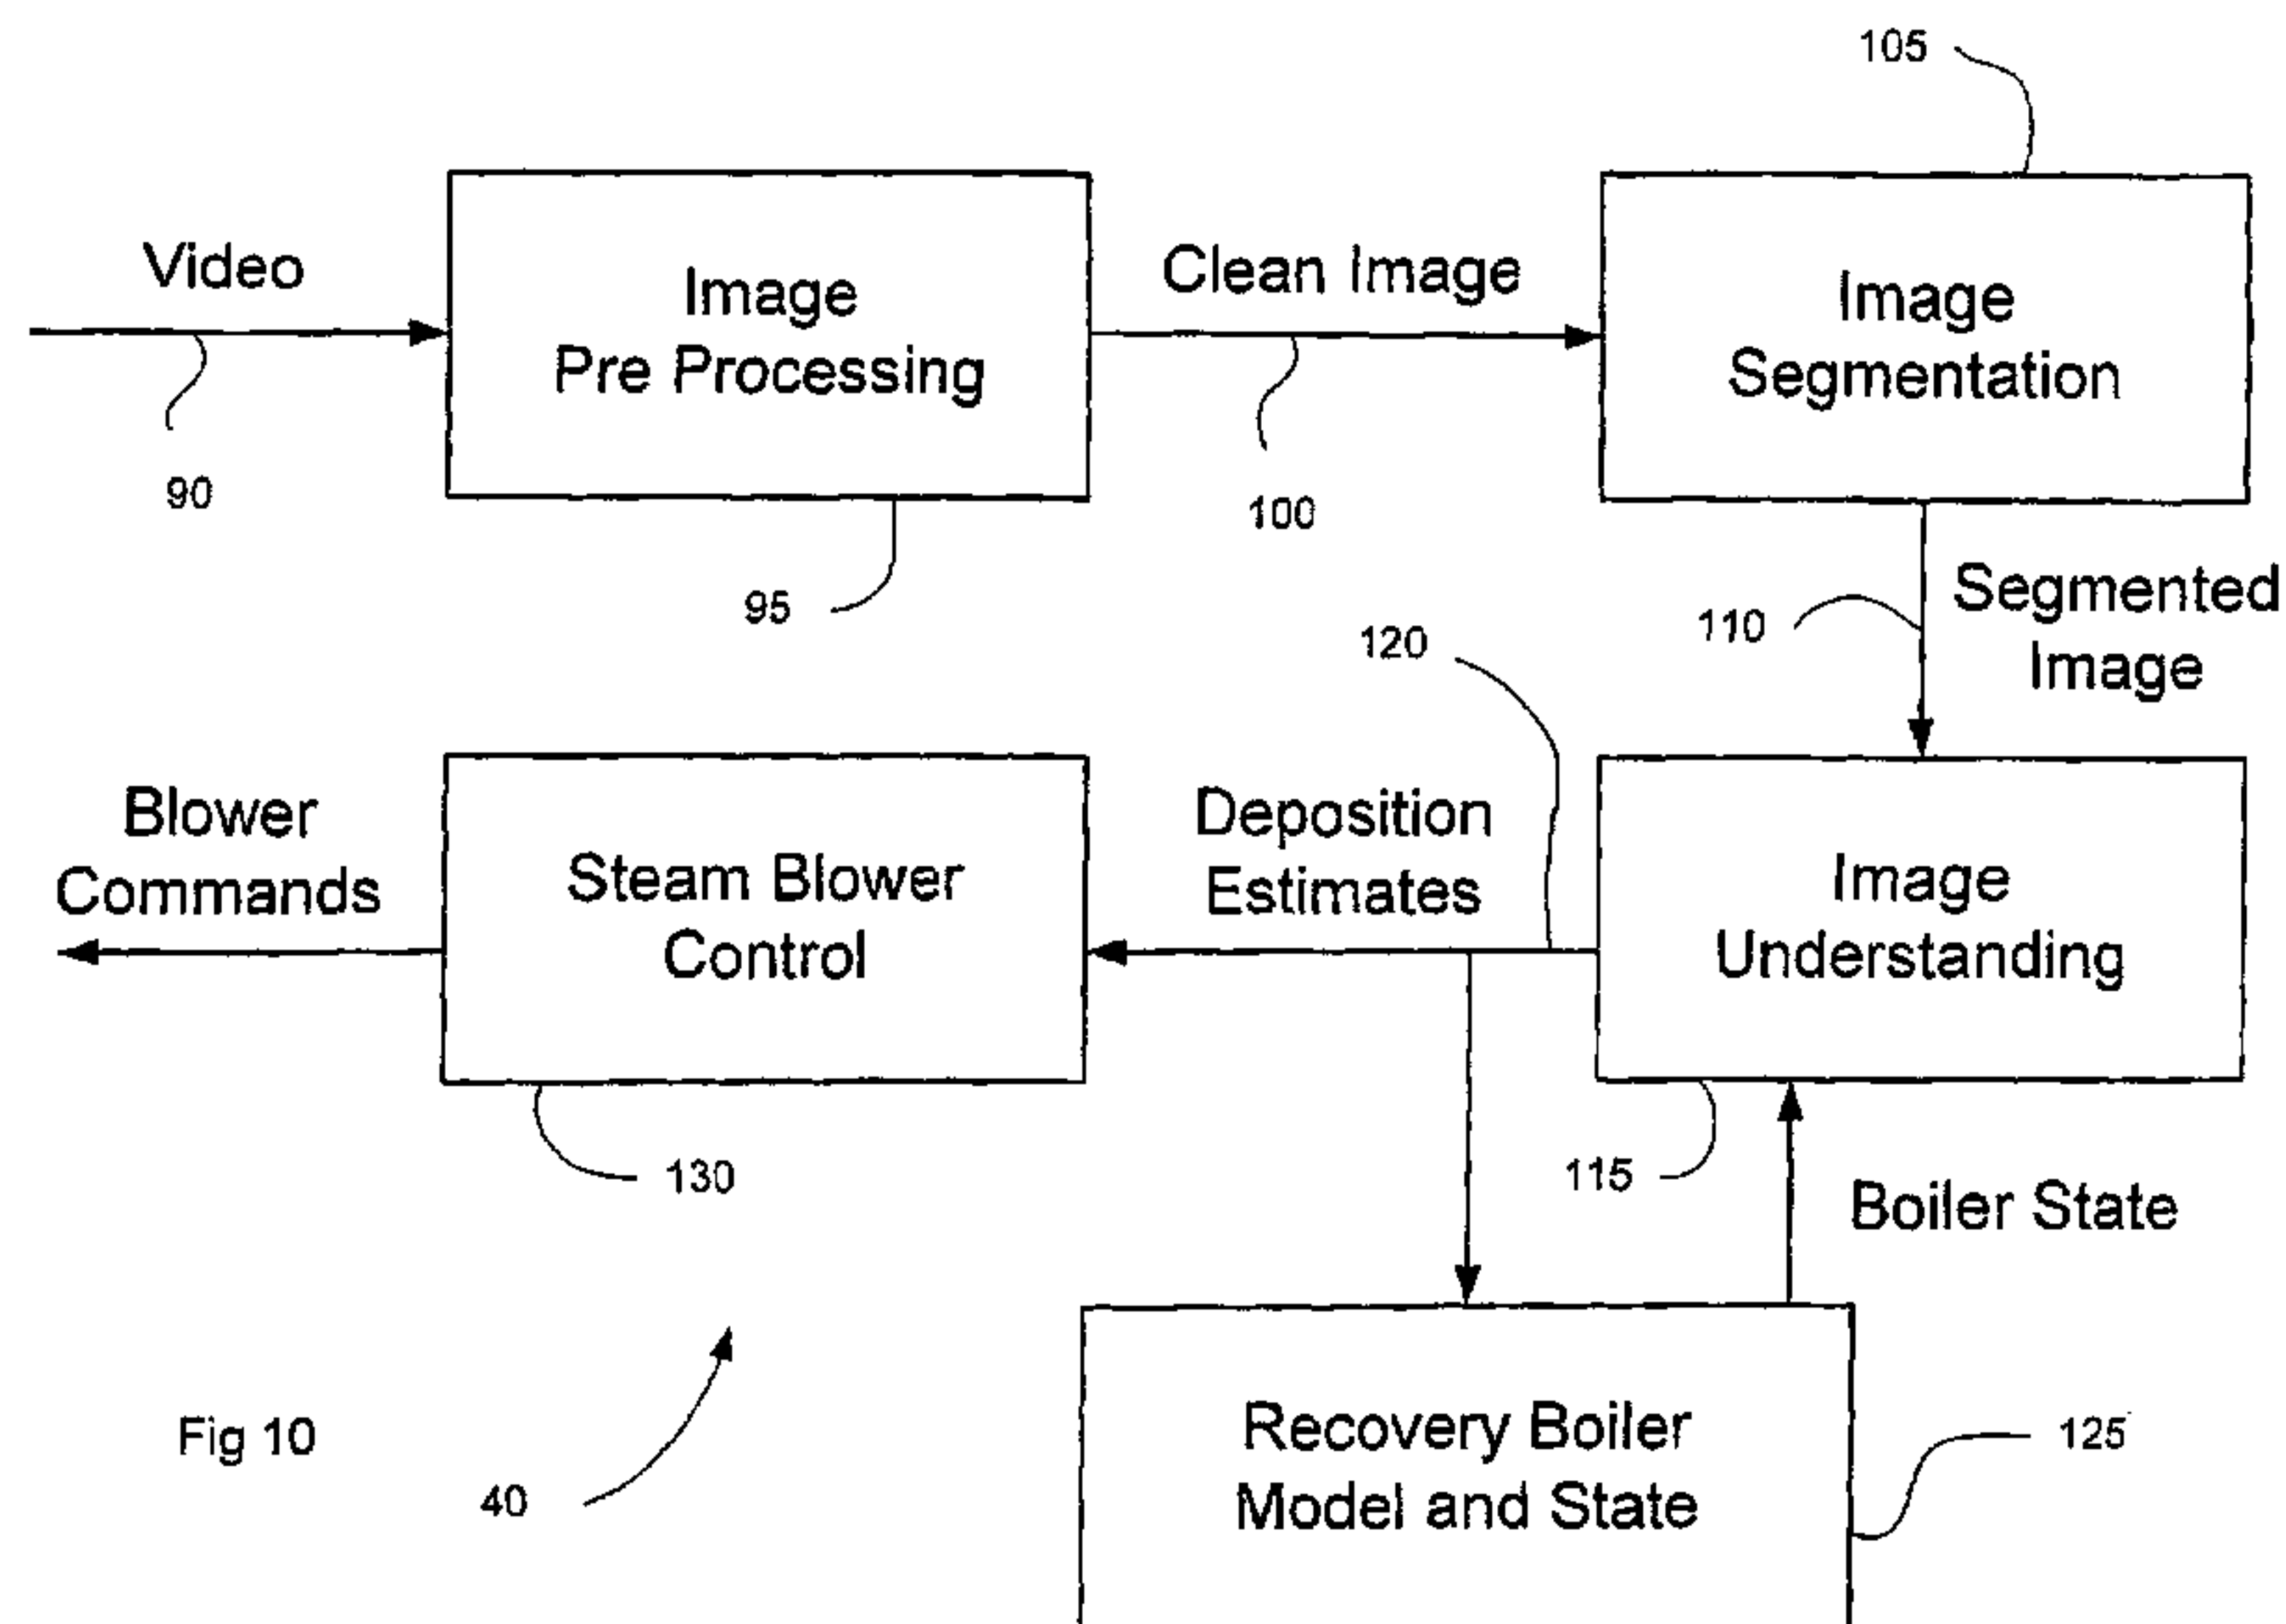 105
Video
Image
Pre Processing
Clean Image
Image
Segmentation
90
100
95
110
Segmented
Image
120
Blower
Commands
Steam Blower
Control
Deposition
Estimates
Image
Understanding
130
115
Boiler State
Fig 10
40
Recovery Boiler
Model and State
125